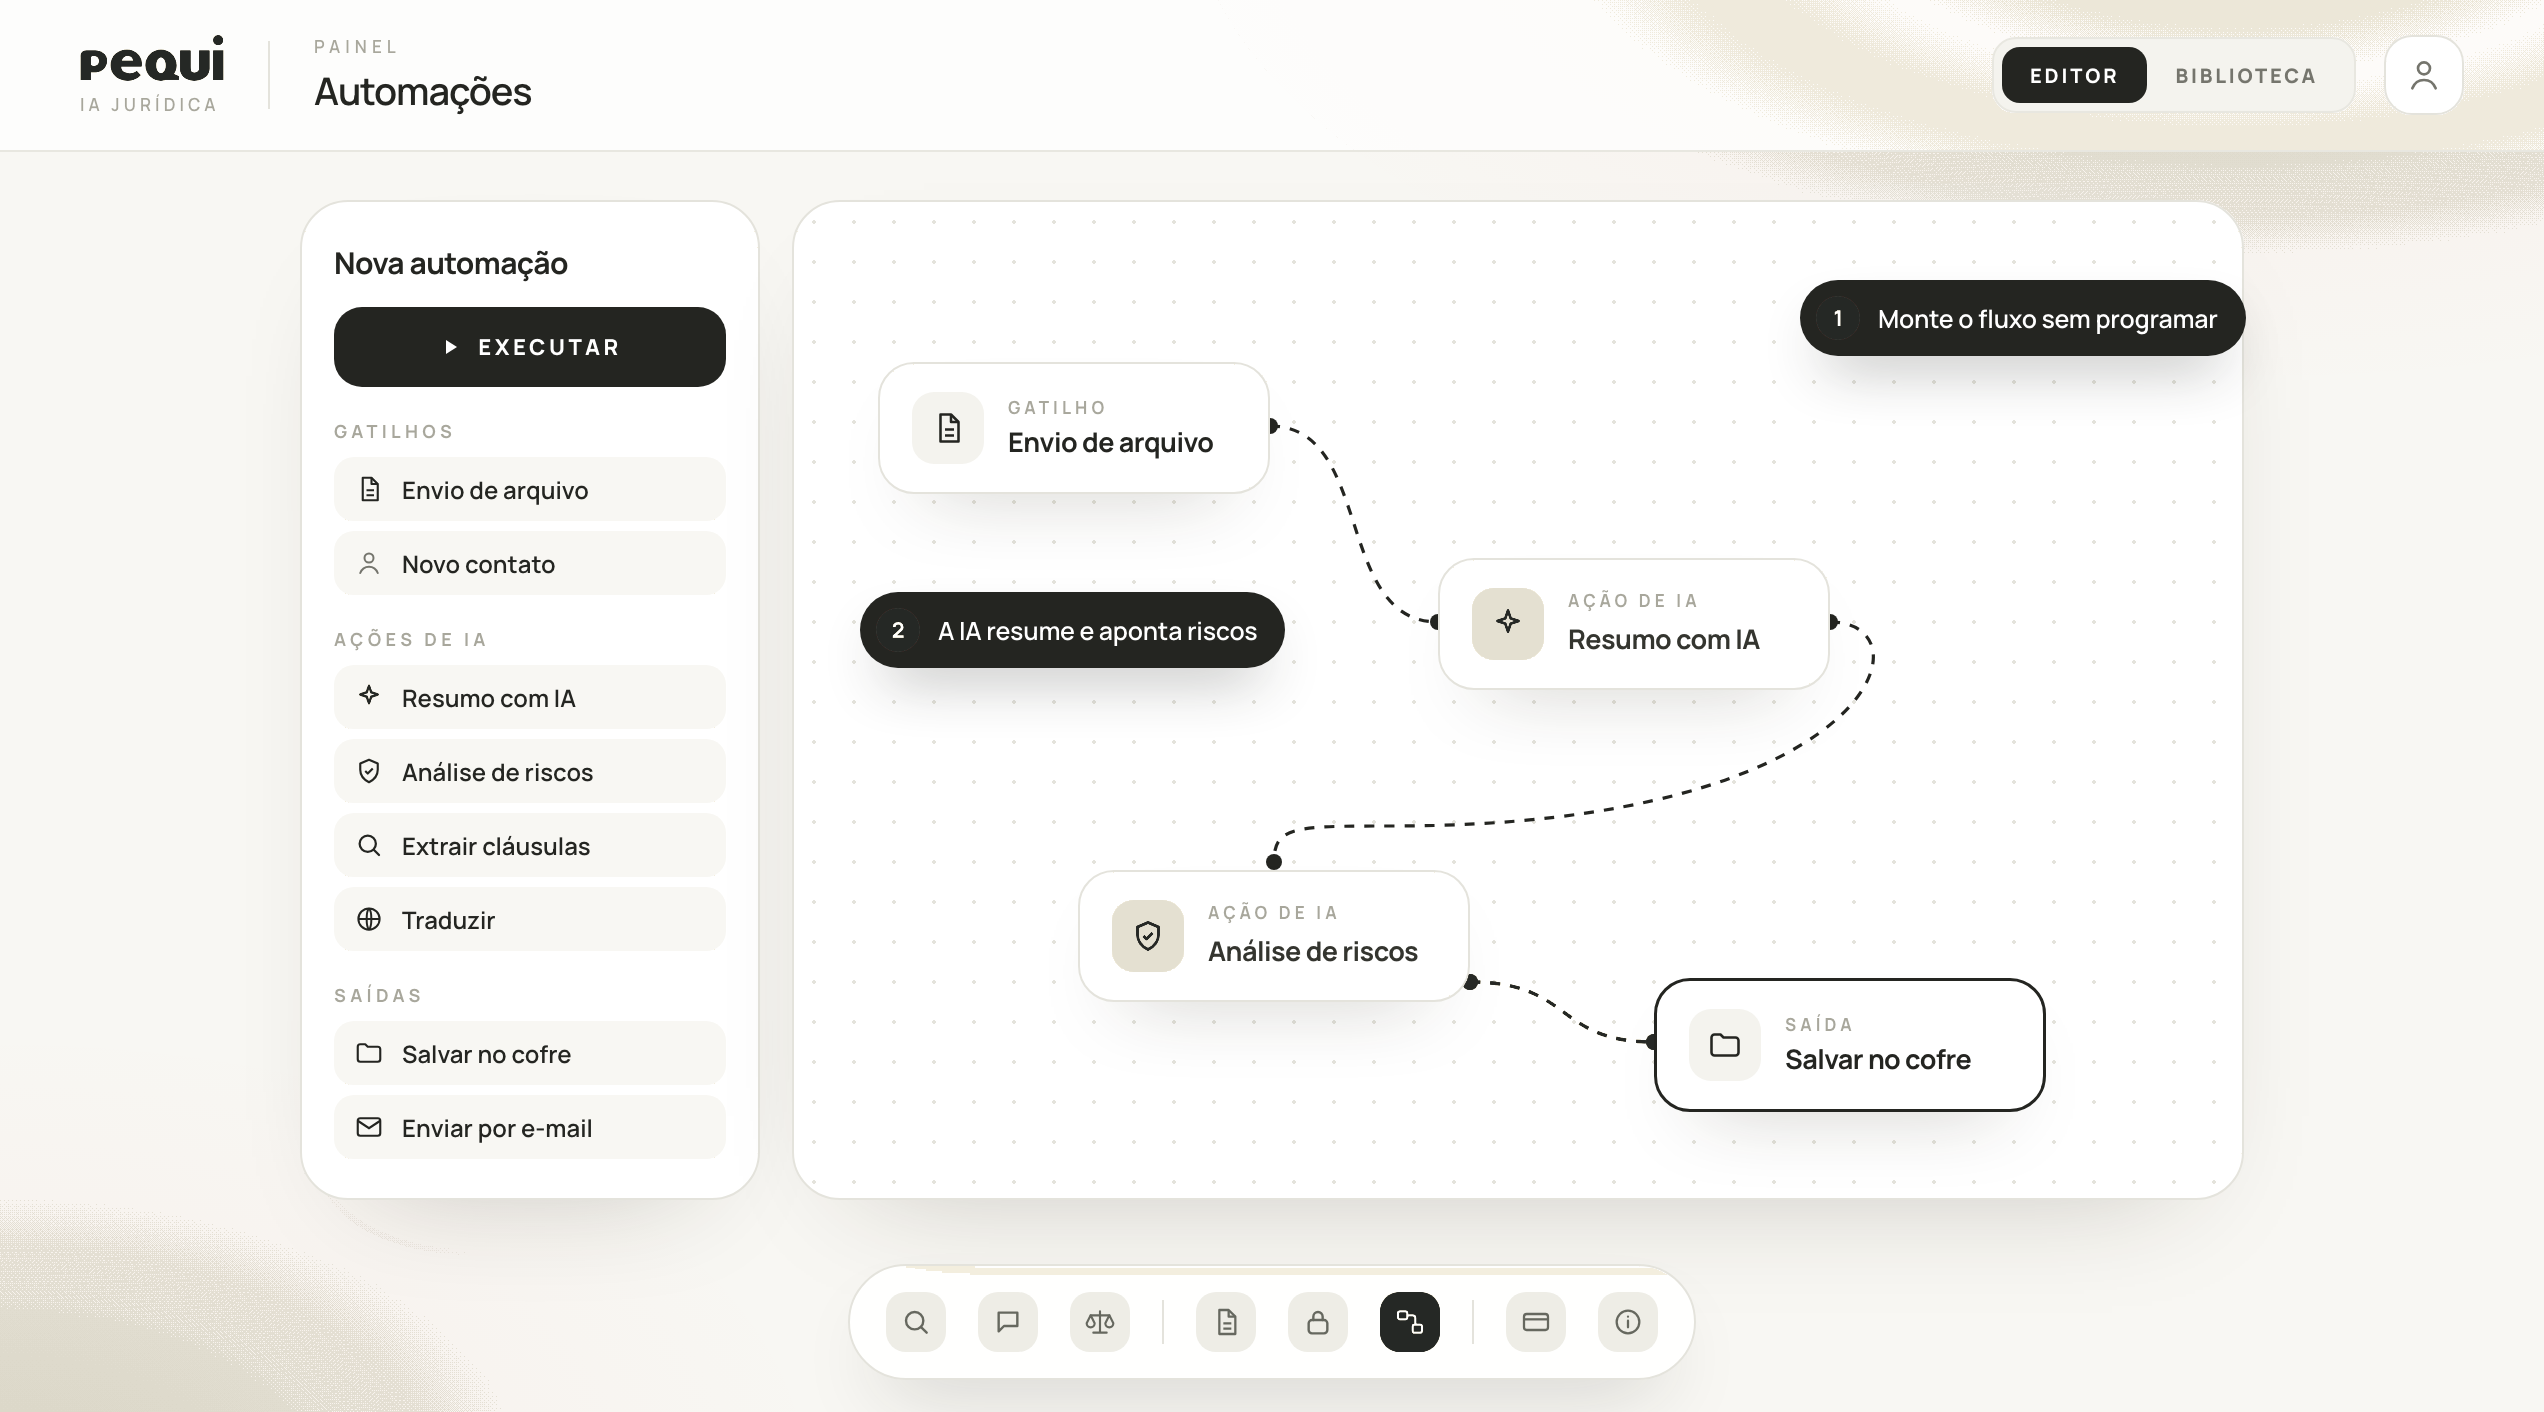 pequi
IA JURÍDICA
PAINEL
Automações
EDITOR
BIBLIOTECA
Nova automação
EXECUTAR
GATILHOS
Envio de arquivo
Novo contato
AÇÕES DE IA
Resumo com IA
Análise de riscos
Extrair cláusulas
Traduzir
SAÍDAS
Salvar no cofre
Enviar por e-mail
1 Monte o fluxo sem programar
GATILHO
Envio de arquivo
2 A IA resume e aponta riscos
AÇÃO DE IA
Resumo com IA
AÇÃO DE IA
Análise de riscos
SAÍDA
Salvar no cofre